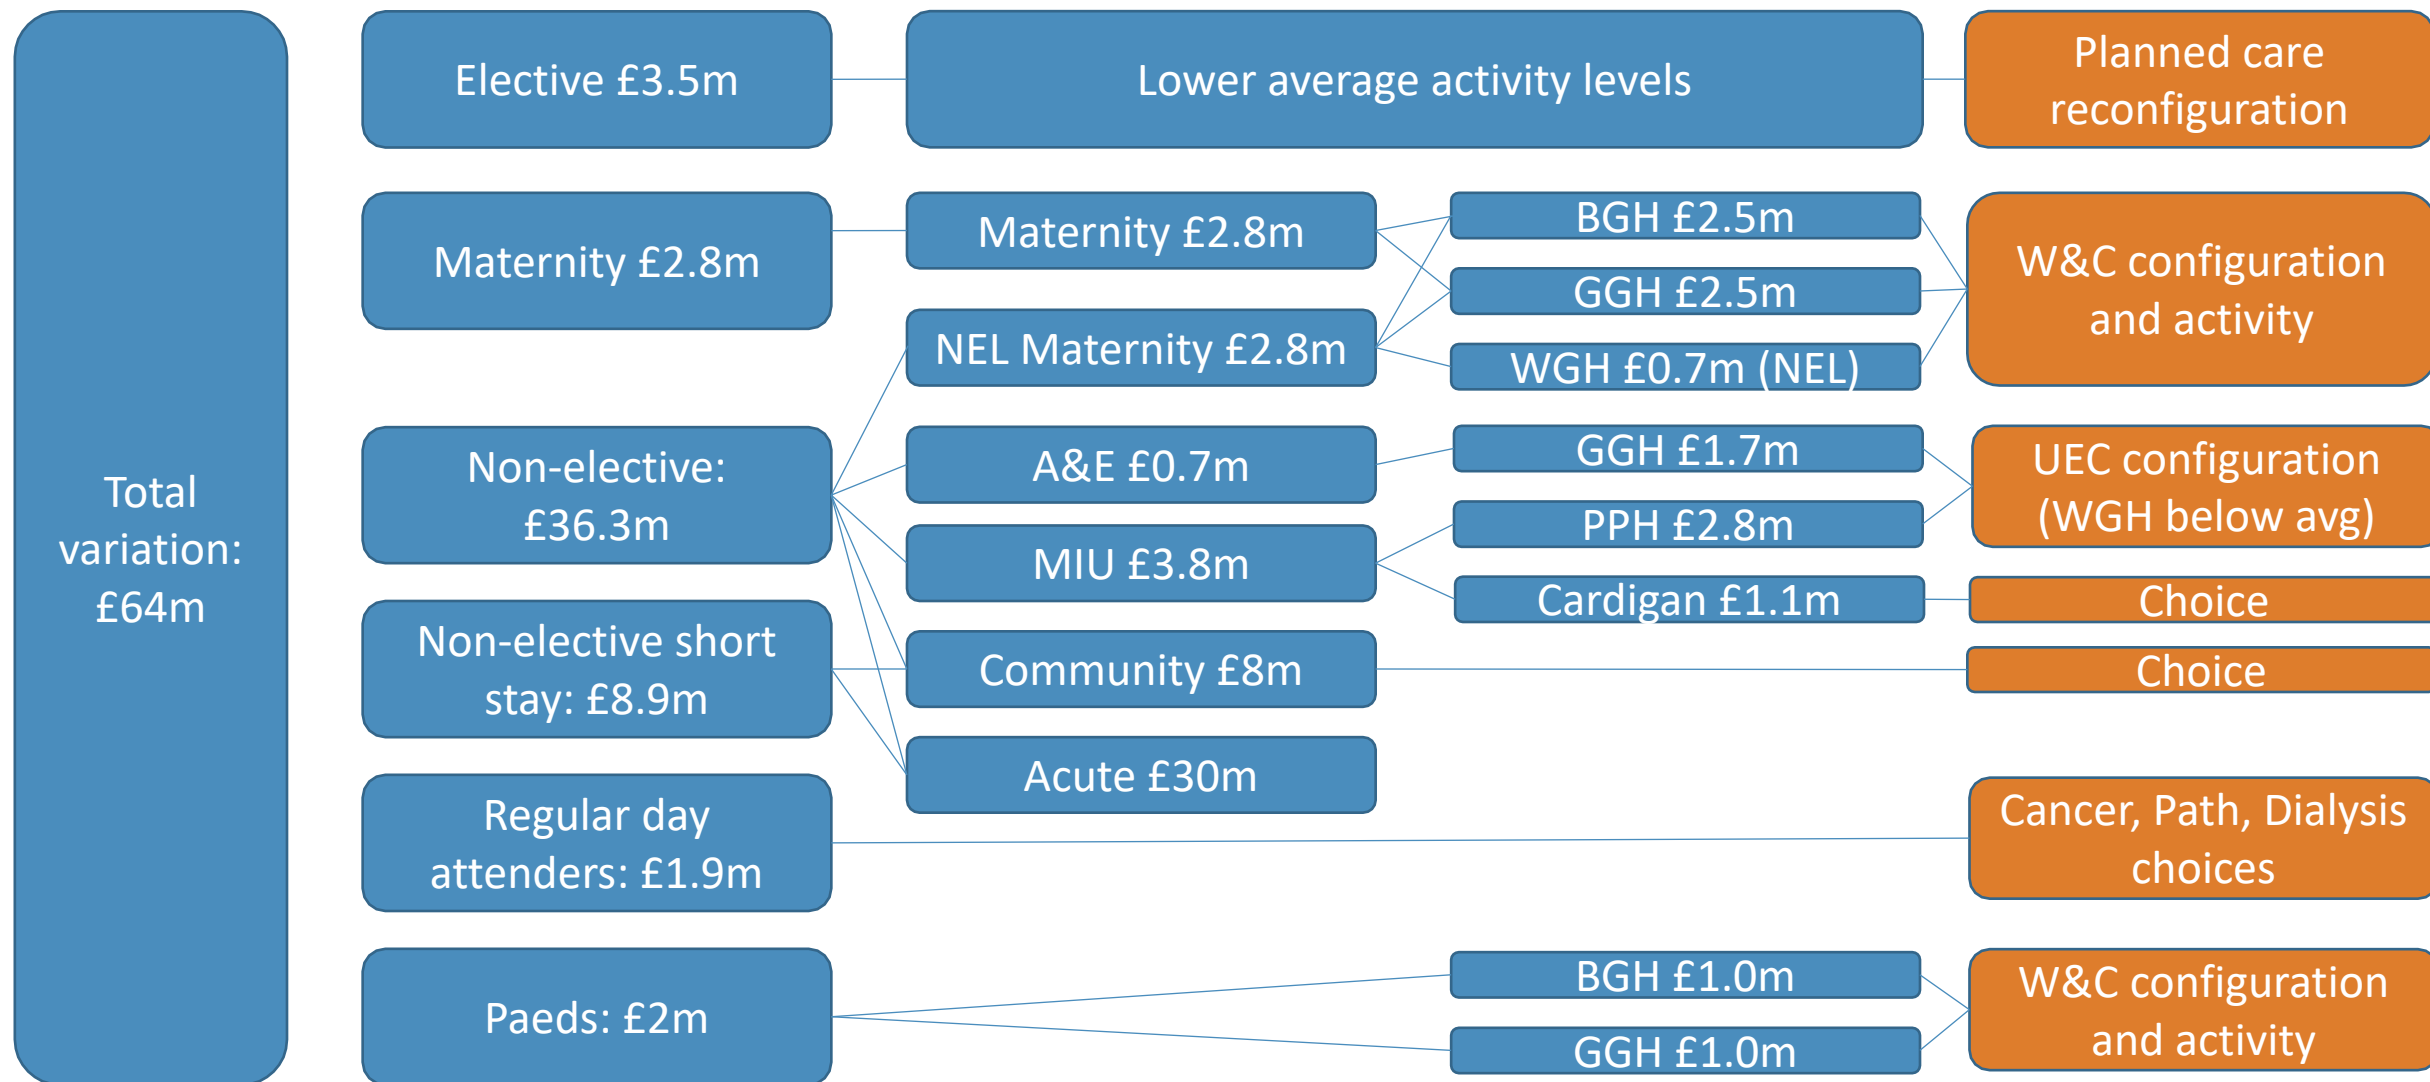 Total
variation:
£64m
Elective £3.5m
Lower average activity levels
Planned care
reconfiguration
Maternity £2.8m
Maternity £2.8m
NEL Maternity £2.8m
BGH £2.5m
GGH £2.5m
WGH £0.7m (NEL)
W&C configuration
and activity
Non-elective:
£36.3m
A&E £0.7m
MIU £3.8m
GGH £1.7m
PPH £2.8m
Cardigan £1.1m
UEC configuration
(WGH below avg)
Choice
Non-elective short
stay: £8.9m
Community £8m
Choice
Acute £30m
Regular day
attenders: £1.9m
Cancer, Path, Dialysis
choices
Paeds: £2m
BGH £1.0m
GGH £1.0m
W&C configuration
and activity